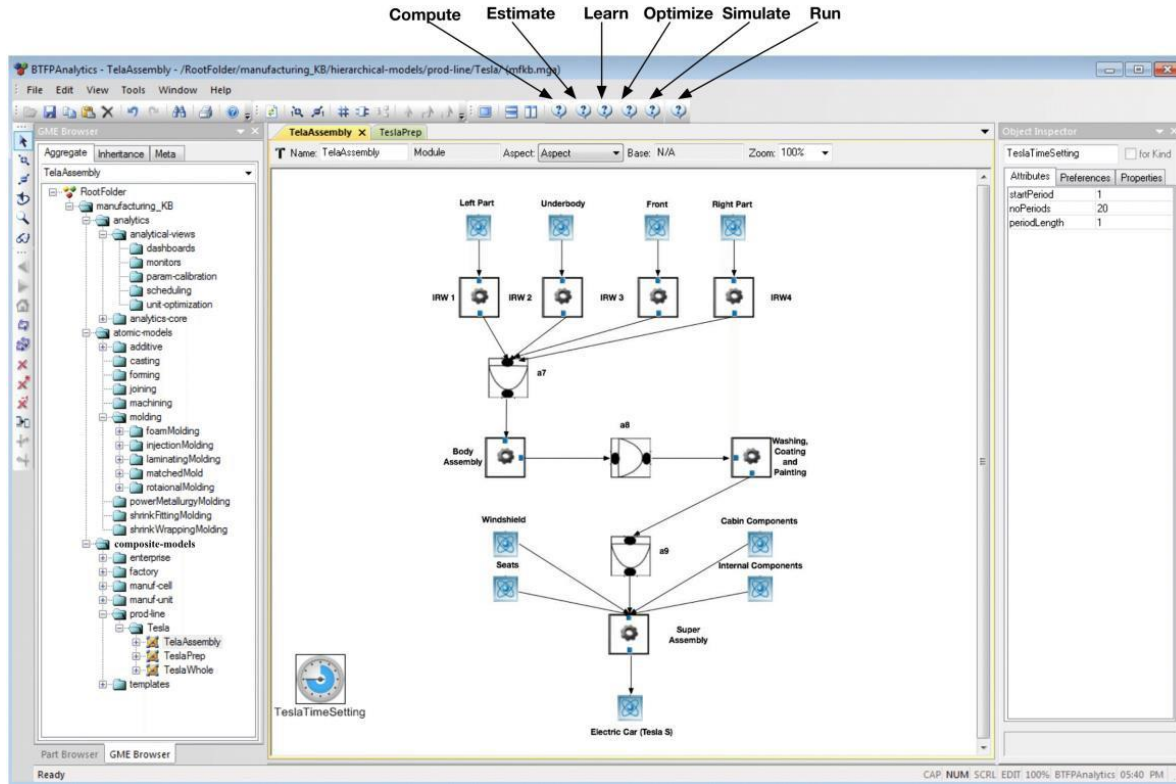 Compute Estimate Learn Optimize Simulate Run
BTFPAnalytics - TelaAssembly - /RootFolder/manufacturing_KB/hierarchical-models/prod-line/Tesla/ (mfkb.mga)
File Edit View Tools Window Help
GME Browser
Aggregate Inheritance Meta
TelaAssembly
RootFolder
manufacturing_KB
analytics
analytical-views
dashboards
monitors
param-calibration
scheduling
unit-optimization
analytics-core
atomic-models
additive
casting
forming
joining
machining
molding
foamMolding
injectionMolding
laminatingMolding
matchedMold
rotaionalMolding
powerMetallurgyMolding
shrinkFittingMolding
shrinkWrappingMolding
composite-models
enterprise
factory
manuf-cell
manuf-unit
prod-line
Tesla
TelaAssembly
TeslaPrep
TeslaWhole
templates
Part Browser GME Browser
TelaAssembly TeslaPrep
Name: TelaAssembly Module Aspect: Aspect Base: N/A Zoom: 100%
Left Part Underbody Front Right Part
IRW 1 IRW 2 IRW 3 IRW4
a7
a8
Body
Assembly
Washing,
Coating
and
Painting
Windshield Cabin Components
a9
Seats Internal Components
Super
Assembly
TeslaTimeSetting
Electric Car (Tesla S)
Object Inspector
TeslaTimeSetting for Kind
Attributes Preferences Properties
startPeriod 1
noPeriods 20
periodLength 1
Ready CAP NUM SCRL EDIT 100% BTFPAnalytics 05:40 PM